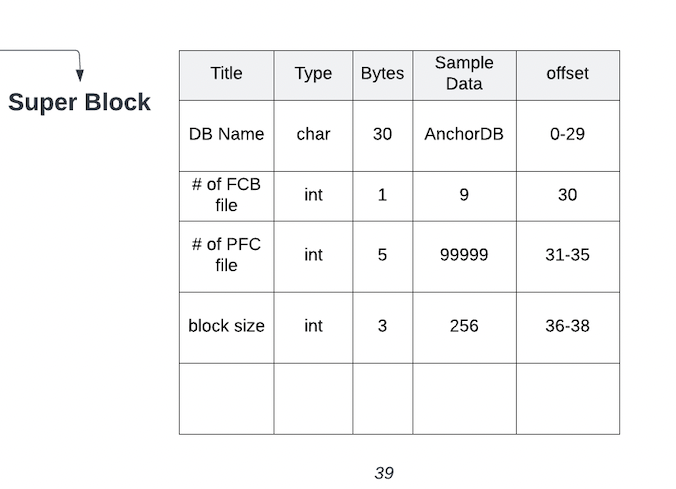 Super Block
Title Type Bytes Sample Data offset
DB Name char 30 AnchorDB 0-29
# of FCB file int 1 9 30
# of PFC file int 5 99999 31-35
block size int 3 256 36-38
39